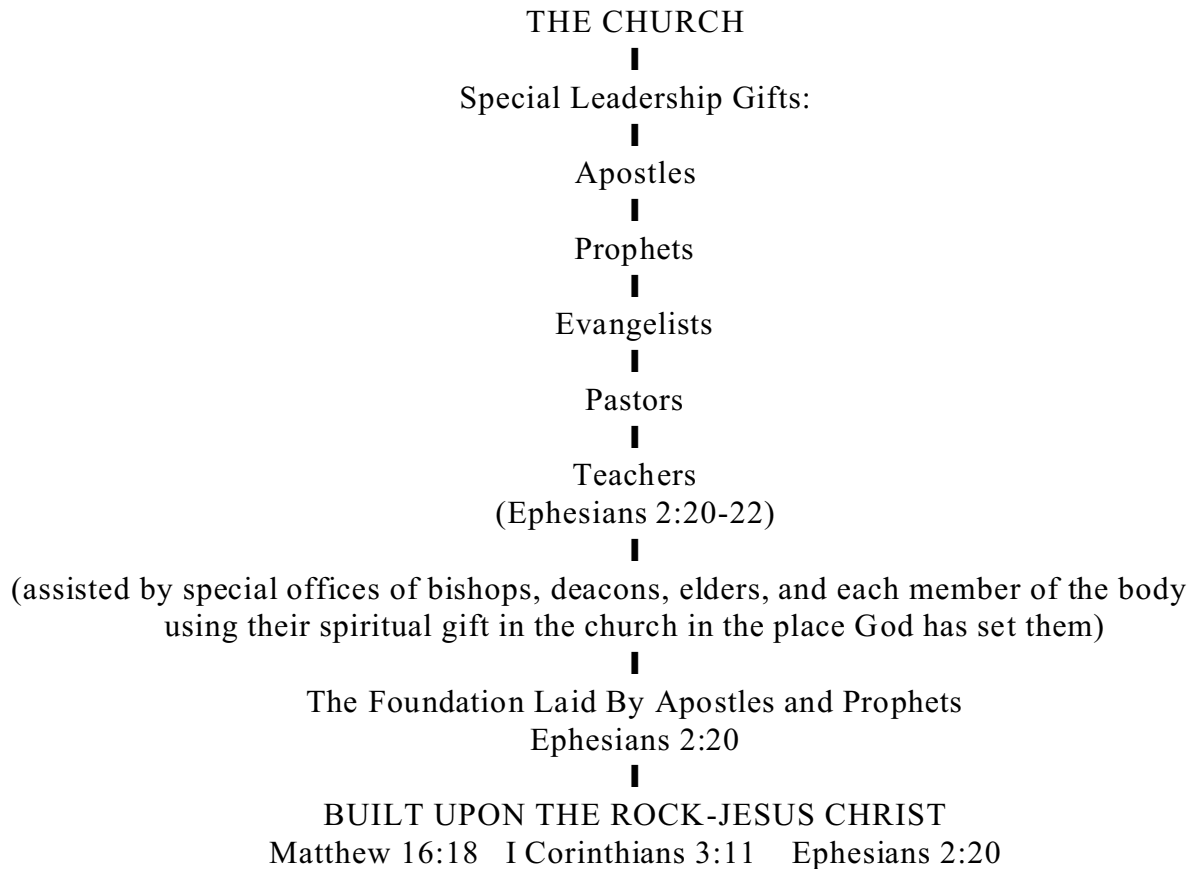 THE CHURCH
Special Leadership Gifts:
Apostles
Prophets
Evangelists
Pastors
Teachers
(Ephesians 2:20-22)
(assisted by special offices of bishops, deacons, elders, and each member of the body
using their spiritual gift in the church in the place God has set them)
The Foundation Laid By Apostles and Prophets
Ephesians 2:20
BUILT UPON THE ROCK-JESUS CHRIST
Matthew 16:18 I Corinthians 3:11 Ephesians 2:20